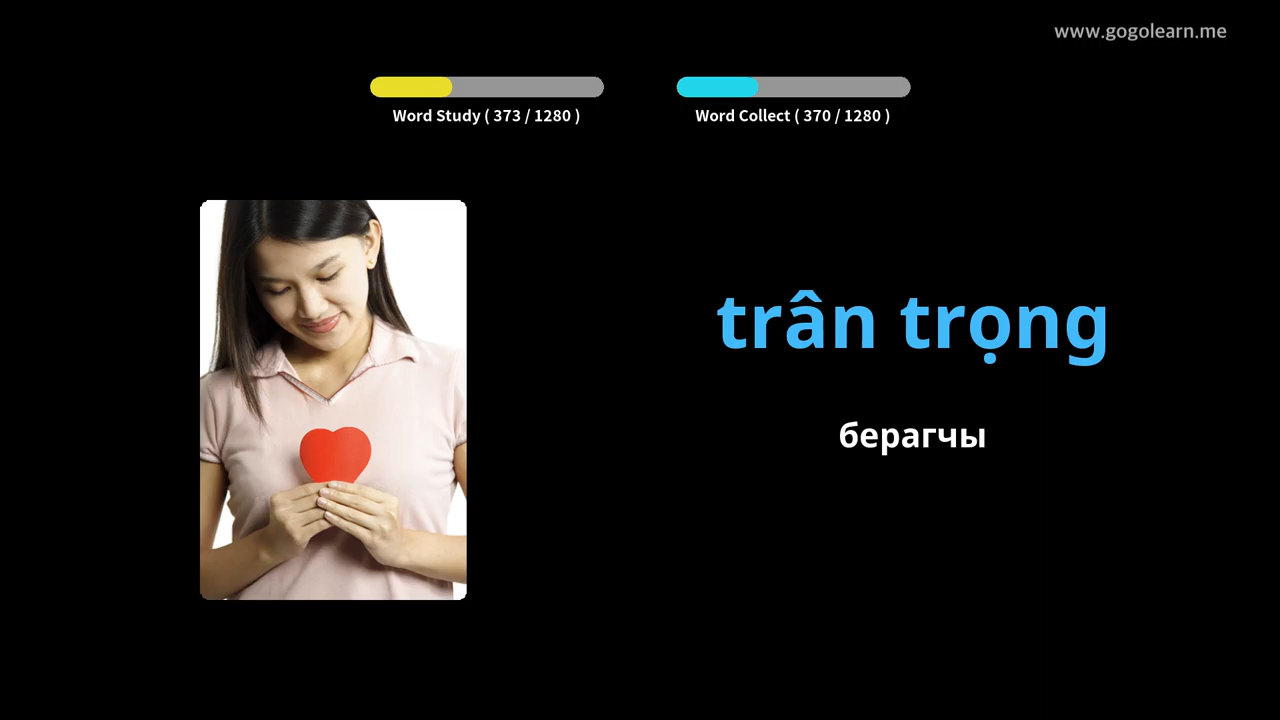 www.gogolearn.me
Word Study ( 373 / 1280 )
Word Collect ( 370 / 1280 )
trân trọng
берагчы